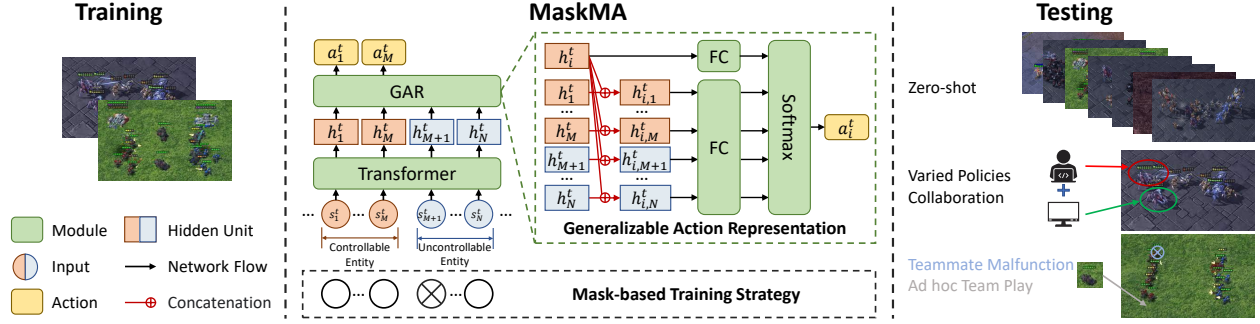 Training
MaskMA
Testing
a_1^t
a_M^t
GAR
h_1^t
h_M^t
h_{M+1}^t
h_N^t
Transformer
... s_1^t ... s_M^t ... s_{M+1}^t ... s_N^t ...
Controllable
Entity
Uncontrollable
Entity
h_i^t
FC
h_1^t
h_{i,1}^t
...
...
h_M^t
h_{i,M}^t
h_{M+1}^t
h_{i,M+1}^t
...
...
h_N^t
h_{i,N}^t
FC
Softmax
a_i^t
Generalizable Action Representation
... ...
Mask-based Training Strategy
Module
Hidden Unit
Input
Network Flow
Action
Concatenation
Zero-shot
Varied Policies
Collaboration
Teammate Malfunction
Ad hoc Team Play